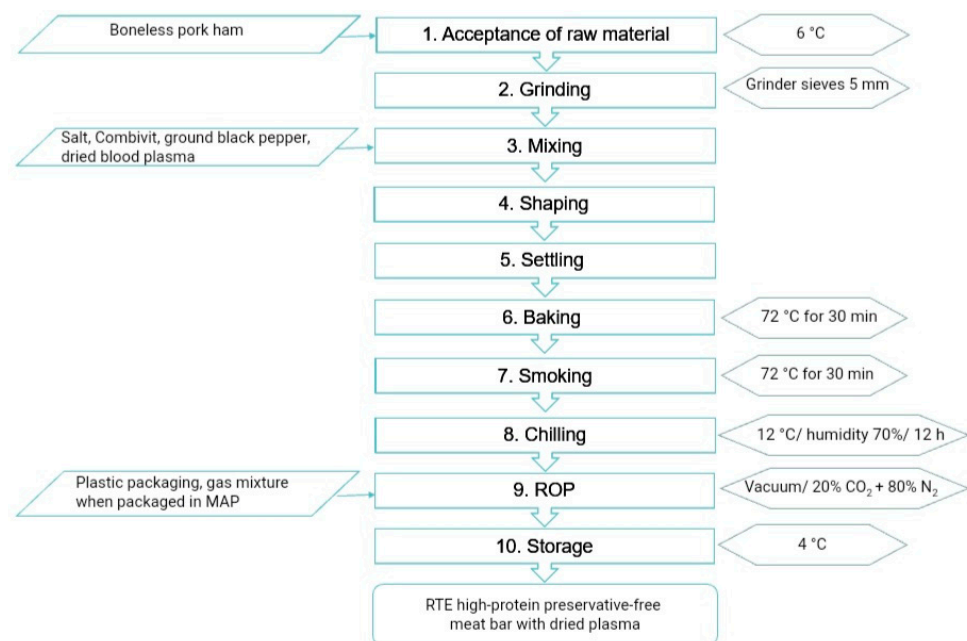 Boneless pork ham
1. Acceptance of raw material
6 °C
2. Grinding
Grinder sieves 5 mm
Salt, Combivit, ground black pepper,
dried blood plasma
3. Mixing
4. Shaping
5. Settling
6. Baking
72 °C for 30 min
7. Smoking
72 °C for 30 min
8. Chilling
12 °C/ humidity 70%/ 12 h
Plastic packaging, gas mixture
when packaged in MAP
9. ROP
Vacuum/ 20% CO₂ + 80% N₂
10. Storage
4 °C
RTE high-protein preservative-free
meat bar with dried plasma